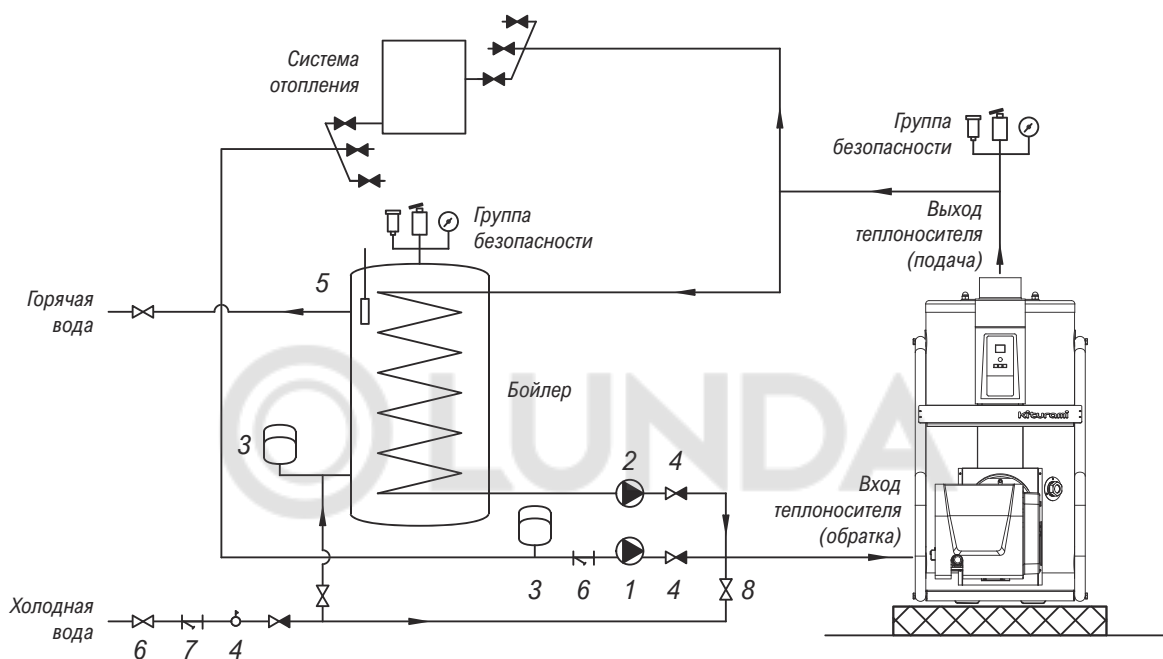 Система
отопления
Группа
безопасности
Группа
безопасности
Выход
теплоносителя
(подача)
5
Горячая
вода
Бойлер
LUNDA
Kiturami
3
2
4
Вход
теплоносителя
(обратка)
3
6
1
4
8
Холодная
вода
6
7
4